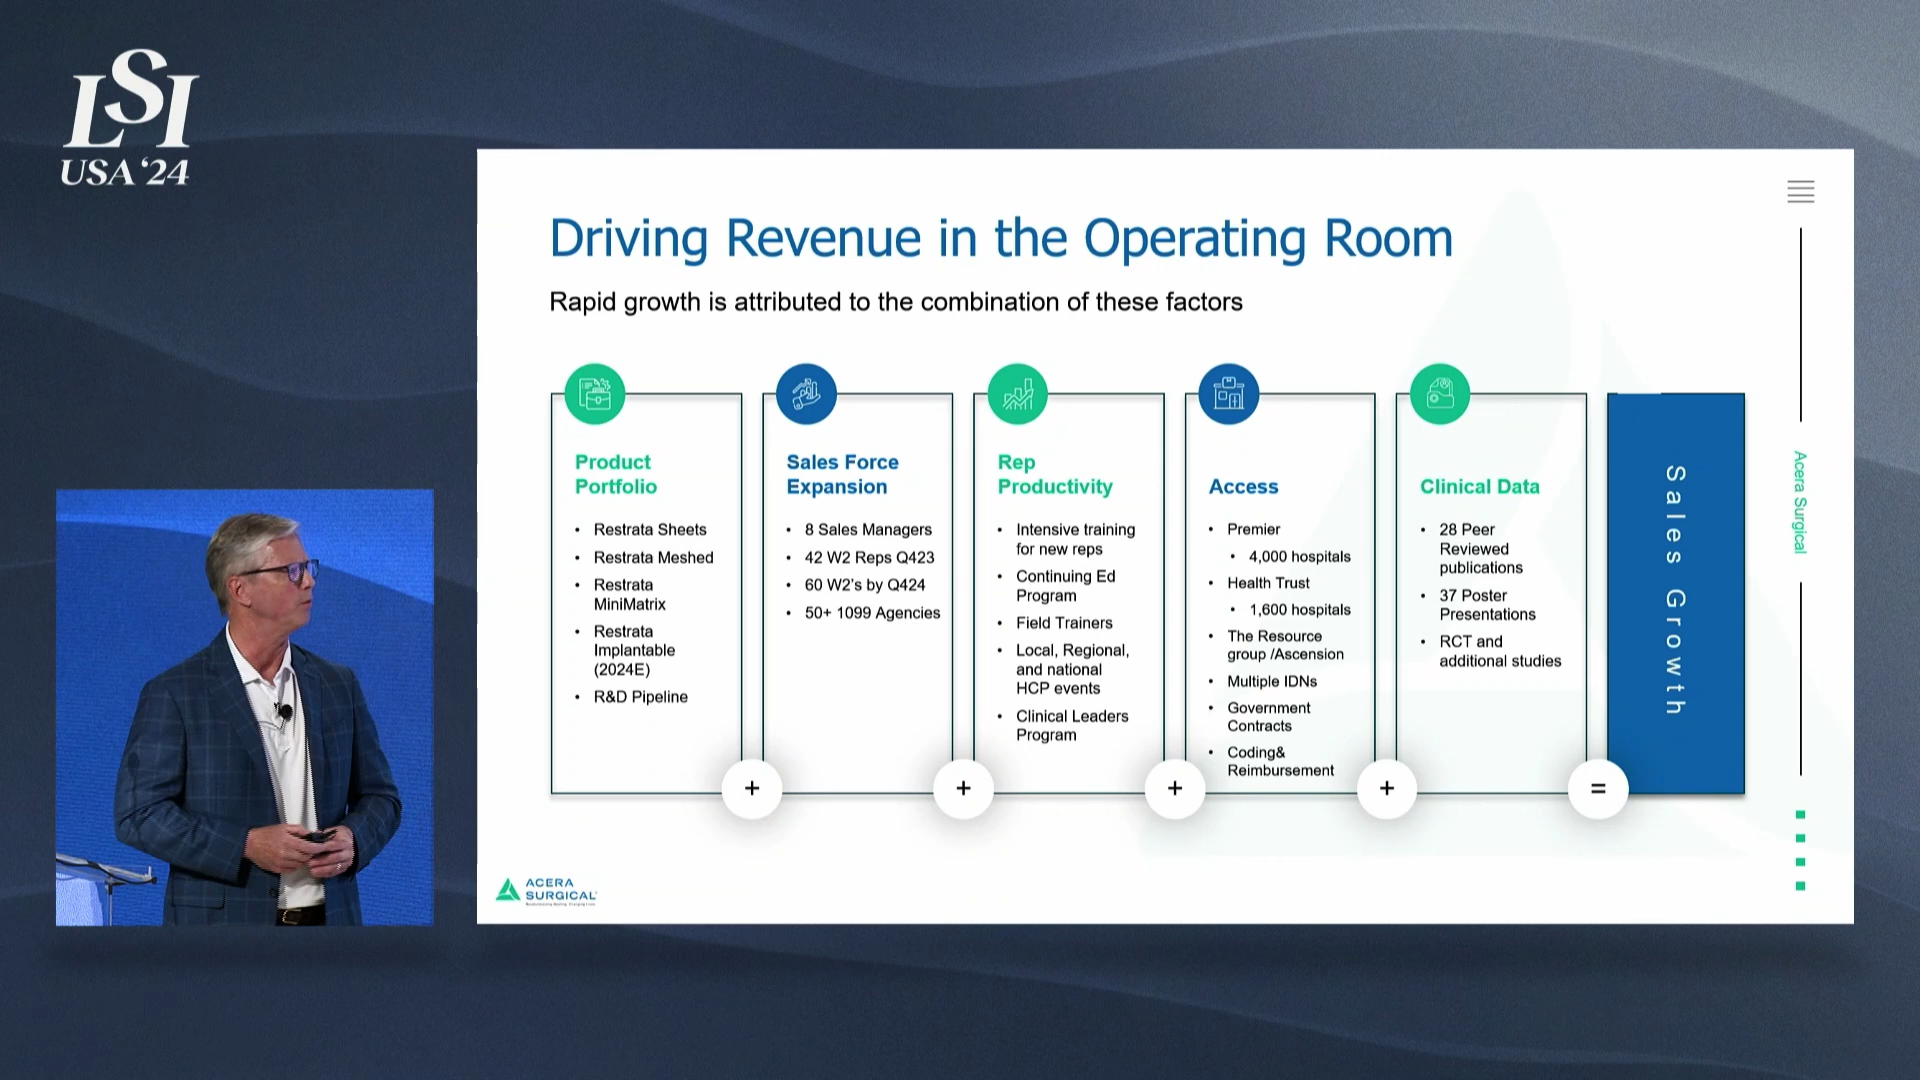 LSI
USA '24
Driving Revenue in the Operating Room
Rapid growth is attributed to the combination of these factors
Product
Portfolio
• Restrata Sheets
• Restrata Meshed
• Restrata
MiniMatrix
• Restrata
Implantable
(2024E)
• R&D Pipeline
+
Sales Force
Expansion
• 8 Sales Managers
• 42 W2 Reps Q423
• 60 W2's by Q424
• 50+ 1099 Agencies
+
Rep
Productivity
• Intensive training
for new reps
• Continuing Ed
Program
• Field Trainers
• Local, Regional,
and national
HCP events
• Clinical Leaders
Program
+
Access
• Premier
• 4,000 hospitals
• Health Trust
• 1,600 hospitals
• The Resource
group /Ascension
• Multiple IDNs
• Government
Contracts
• Coding&
Reimbursement
+
Clinical Data
• 28 Peer
Reviewed
publications
• 37 Poster
Presentations
• RCT and
additional studies
=
Sales Growth
Acera Surgical
ACERA
SURGICAL